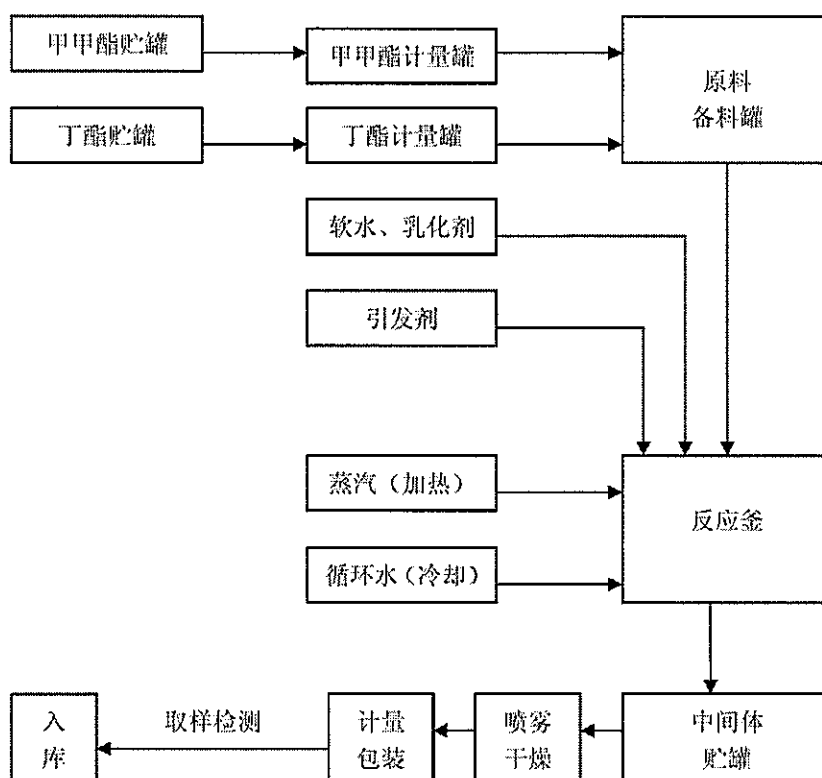 甲甲酯贮罐
甲甲酯计量罐
原料
备料罐
丁酯贮罐
丁酯计量罐
软水、乳化剂
引发剂
蒸汽（加热）
反应釜
循环水（冷却）
入
库
取样检测
计量
包装
喷雾
干燥
中间体
贮罐